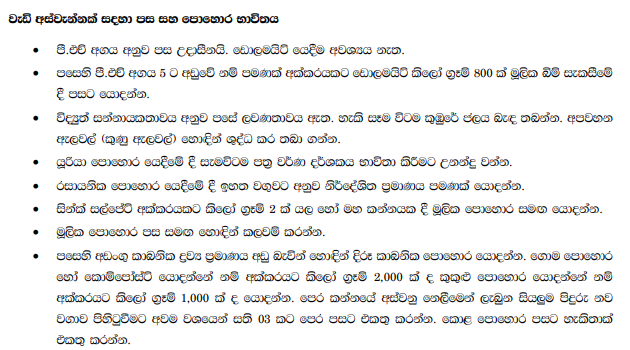 වැඩි අස්වැන්නක් සඳහා පස සහ පොහොර භාවිතය
• පී.එච් අගය අනුව පස උදාසීනයි. ඩොලමයිට් යෙදීම අවශ්‍යය නැත.
• පසෙහි පී.එච් අගය 5 ට අඩුවේ නම් පමණක් අක්කරයකට ඩොලමයිට් කිලෝ ග්‍රෑම් 800 ක් මූලික බිම් සැකසීමේ
දී පසට යොදන්න.
• විද්‍යුත් සන්නායකතාවය අනුව පසේ ලවණතාවය ඇත. හැකි සෑම විටම කුඹුරේ ජලය බැඳ තබන්න. අපවහන
ඇලවල් (කුණු ඇලවල්) හොඳින් ශුද්ධ කර තබා ගන්න.
• යූරියා පොහොර යෙදීමේ දී සැමවිටම පත්‍ර වර්ණ දර්ශකය භාවිතා කිරීමට උනන්දු වන්න.
• රසායනික පොහොර යෙදීමේ දී ඉහත වගුවට අනුව නිර්දේශිත ප්‍රමාණය පමණක් යොදන්න.
• සින්ක් සල්පේට් අක්කරයකට කිලෝ ග්‍රෑම් 2 ක් යල හෝ මහ කන්නයක දී මූලික පොහොර සමඟ යොදන්න.
• මූලික පොහොර පස සමඟ හොඳින් කලවම් කරන්න.
• පසෙහි අඩංගු කාබනික ද්‍රව්‍ය ප්‍රමාණය අඩු බැවින් හොඳින් දිරූ කාබනික පොහොර යොදන්න. ගොම පොහොර
හෝ කොම්පෝස්ට් යොදන්නේ නම් අක්කරයට කිලෝ ග්‍රෑම් 2,000 ක් ද කුකුළු පොහොර යොදන්නේ නම්
අක්කරයට කිලෝ ග්‍රෑම් 1,000 ක් ද යොදන්න. පෙර කන්නයේ අස්වනු නෙලීමෙන් ලැබුන සියලුම පිදුරු නව
වගාව පිහිටුවීමට අවම වශයෙන් සති 03 කට පෙර පසට එකතු කරන්න. කොළ පොහොර පසට හැකිතාක්
එකතු කරන්න.